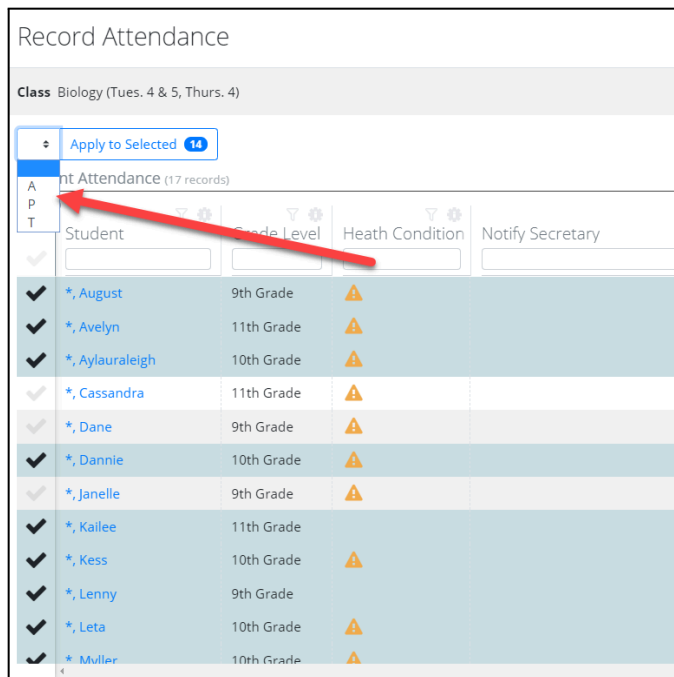 Record Attendance
Class Biology (Tues. 4 & 5, Thurs. 4)
Apply to Selected 14
A
P
T
nt Attendance (17 records)
Student Grade Level Heath Condition Notify Secretary
*, August 9th Grade
*, Avelyn 11th Grade
*, Aylauraleigh 10th Grade
*, Cassandra 11th Grade
*, Dane 9th Grade
*, Dannie 10th Grade
*, Janelle 9th Grade
*, Kailee 11th Grade
*, Kess 10th Grade
*, Lenny 9th Grade
*, Leta 10th Grade
*, Myller 10th Grade